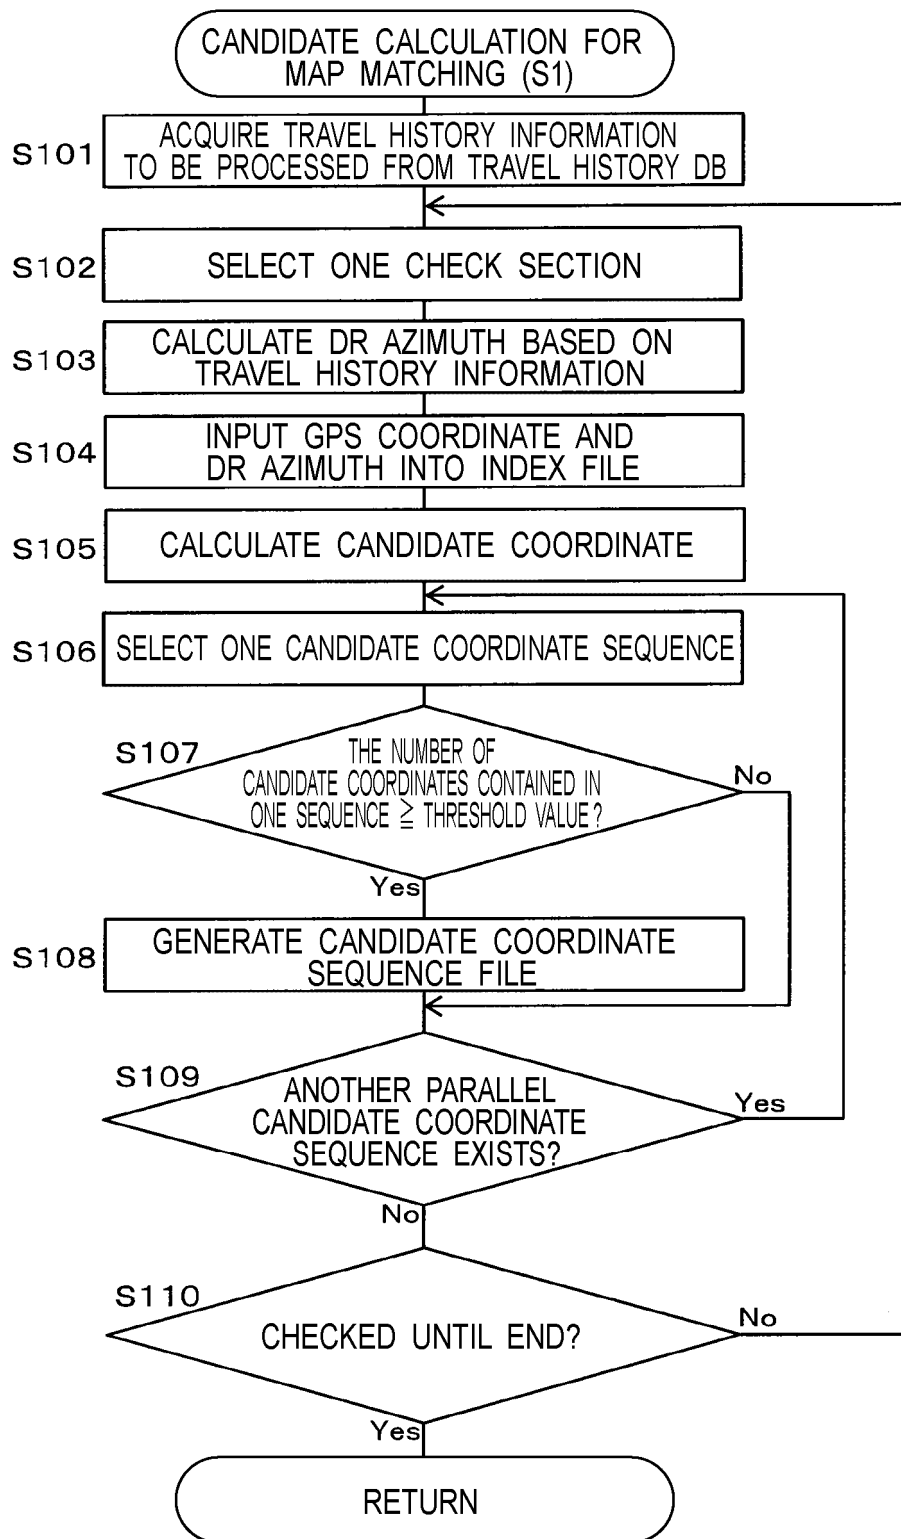 CANDIDATE CALCULATION FOR
MAP MATCHING (S1)
S101
ACQUIRE TRAVEL HISTORY INFORMATION
TO BE PROCESSED FROM TRAVEL HISTORY DB
S102
SELECT ONE CHECK SECTION
S103
CALCULATE DR AZIMUTH BASED ON
TRAVEL HISTORY INFORMATION
S104
INPUT GPS COORDINATE AND
DR AZIMUTH INTO INDEX FILE
S105
CALCULATE CANDIDATE COORDINATE
S106
SELECT ONE CANDIDATE COORDINATE SEQUENCE
S107
THE NUMBER OF
CANDIDATE COORDINATES CONTAINED IN
ONE SEQUENCE ≧ THRESHOLD VALUE?
No
Yes
S108
GENERATE CANDIDATE COORDINATE
SEQUENCE FILE
S109
ANOTHER PARALLEL
CANDIDATE COORDINATE
SEQUENCE EXISTS?
Yes
No
S110
CHECKED UNTIL END?
No
Yes
RETURN